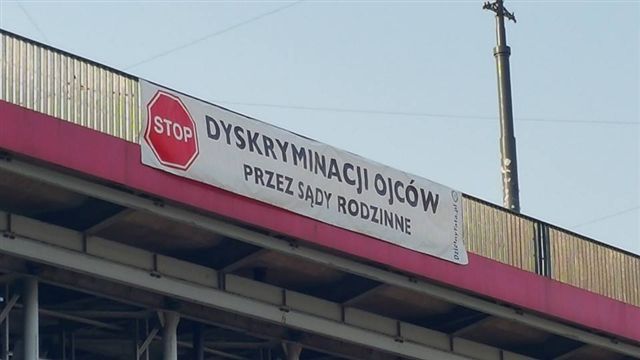 STOP
DYSKRYMINACJI OJCÓW
PRZEZ SĄDY RODZINNE